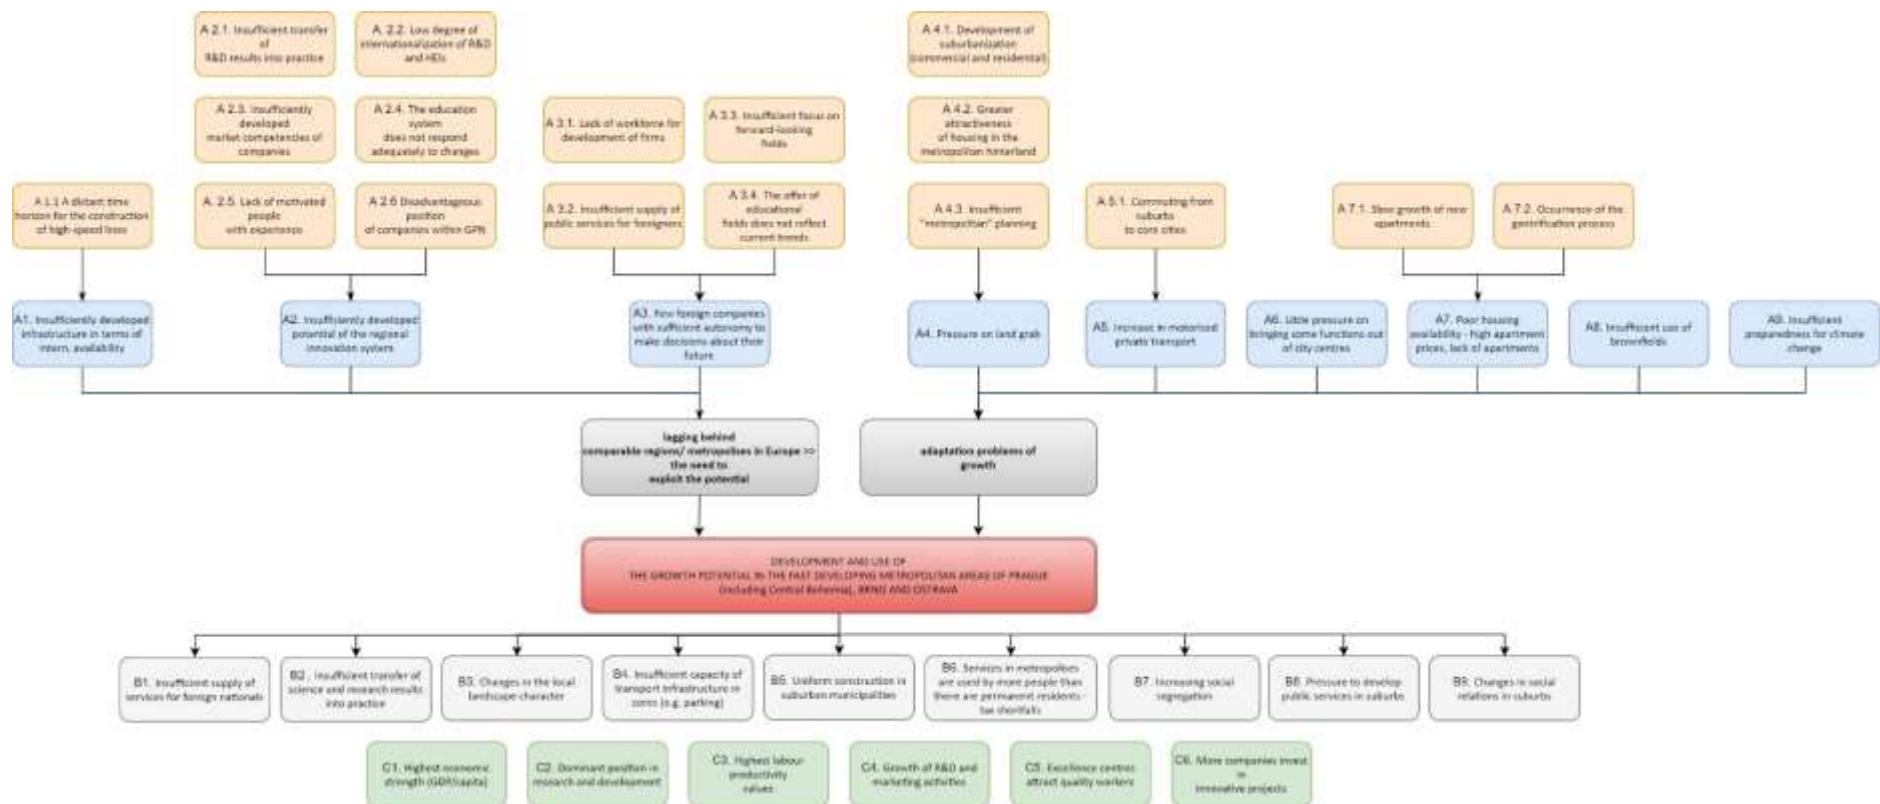 A 2.1. Insufficient transfer
of
R&D results into practice
A. 2.2. Low degree of
internationalization of R&D
and HEIs
A 4.1. Development of
suburbanization
(commercial and residential)
A 2.3. Insufficiently
developed
market competencies of
companies
A 2.4. The education
system
does not respond
adequately to changes
A 3.1. Lack of workforce for
development of firms
A 3.3. Insufficient focus on
forward-looking
fields
A 4.2. Greater
attractiveness
of housing in the
metropolitan hinterland
A 1.1 A distant time
horizon for the construction
of high-speed lines
A. 2.5. Lack of motivated
people
with experience
A 2.6 Disadvantagnous
position
of companies within GPN
A 3.2. Insufficient supply of
public services for foreigners
A 3.4. The offer of
educational
fields does not reflect
current trends
A 4.3. Insufficient
"metropolitan" planning
A 5.1. Commuting from
suburbs
to core cities
A 7.1. Slow growth of new
apartments
A 7.2. Occurrence of the
gentrification process
A1. Insufficiently developed
infrastructure in terms of
intern. availability
A2. Insufficiently developed
potential of the regional
innovation system
A3. Few foreign companies
with sufficient autonomy to
make decisions about their
future
A4. Pressure on land grab
A5. Increase in motorised
private transport
A6. Little pressure on
bringing some functions out
of city centres
A7. Poor housing
availability - high apartment
prices, lack of apartments
A8. Insufficient use of
brownfields
A9. Insufficient
preparedness for climate
change
lagging behind
comparable regions/ metropolises in Europe >>
the need to
exploit the potential
adaptation problems of
growth
DEVELOPMENT AND USE OF
THE GROWTH POTENTIAL IN THE FAST DEVELOPING METROPOLITAN AREAS OF PRAGUE
(including Central Bohemia), BRNO AND OSTRAVA
B1. Insufficient supply of
services for foreign nationals
B2 . Insufficient transfer of
science and research results
into practice
B3. Changes in the local
landscape character
B4. Insufficient capacity of
transport infrastructure in
cores (e.g. parking)
B5. Uniform construction in
suburban municipalities
B6. Services in metropolises
are used by more people than
there are permanent residents -
tax shortfalls
B7. Increasing social
segregation
B8. Pressure to develop
public services in suburbs
B9. Changes in social
relations in suburbs
C1. Highest economic
strength (GDP/capita)
C2. Dominant position in
research and development
C3. Highest labour
productivity
values
C4. Growth of R&D and
marketing activities
C5. Excellence centres
attract quality workers
C6. More companies invest
in
innovative projects